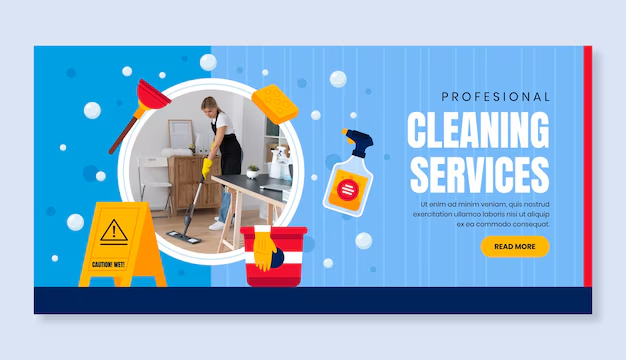 PROFESIONAL
CLEANING
SERVICES
Ut enim ad minim veniam, quis nostrud
exercitation ullamco laboris nisi ut aliquip
ex ea commodo consequat.
READ MORE
CAUTION! WET!